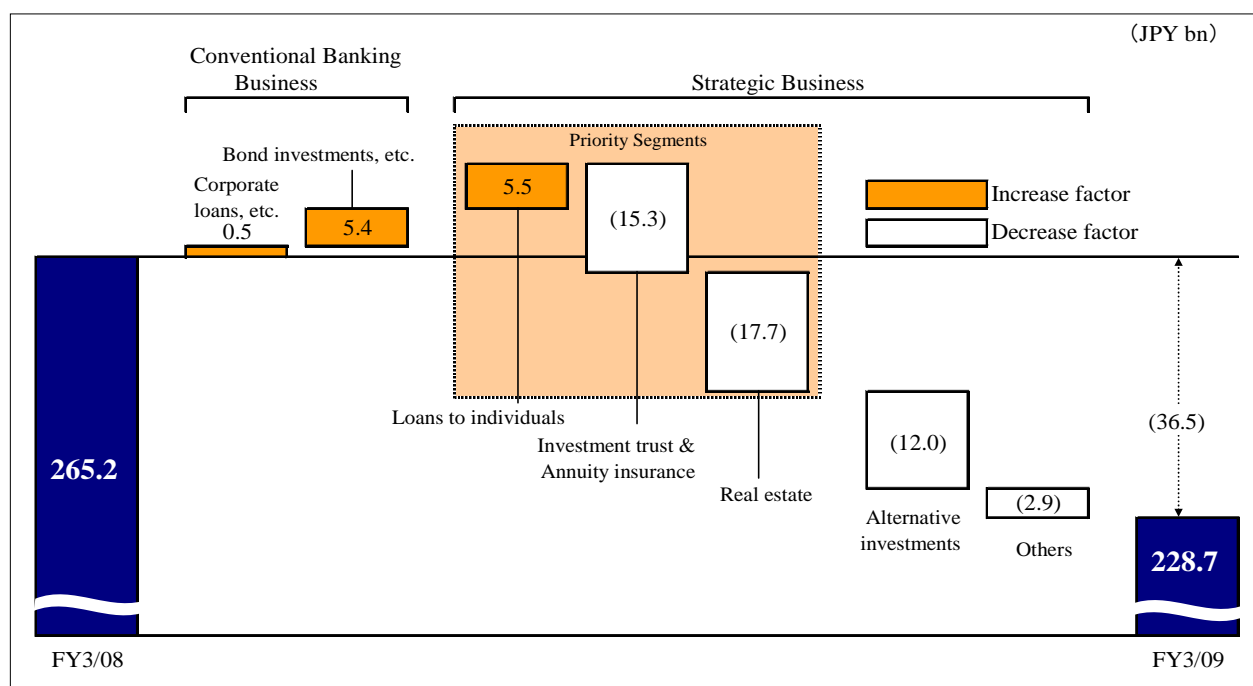 （JPY bn）
Conventional Banking
Business
Strategic Business
Priority Segments
Bond investments, etc.
Corporate
loans, etc.
0.5
5.4
5.5
(15.3)
(17.7)
Increase factor
Decrease factor
Loans to individuals
Investment trust &
Annuity insurance
Real estate
(12.0)
(2.9)
Alternative
investments
Others
(36.5)
265.2
228.7
FY3/08
FY3/09